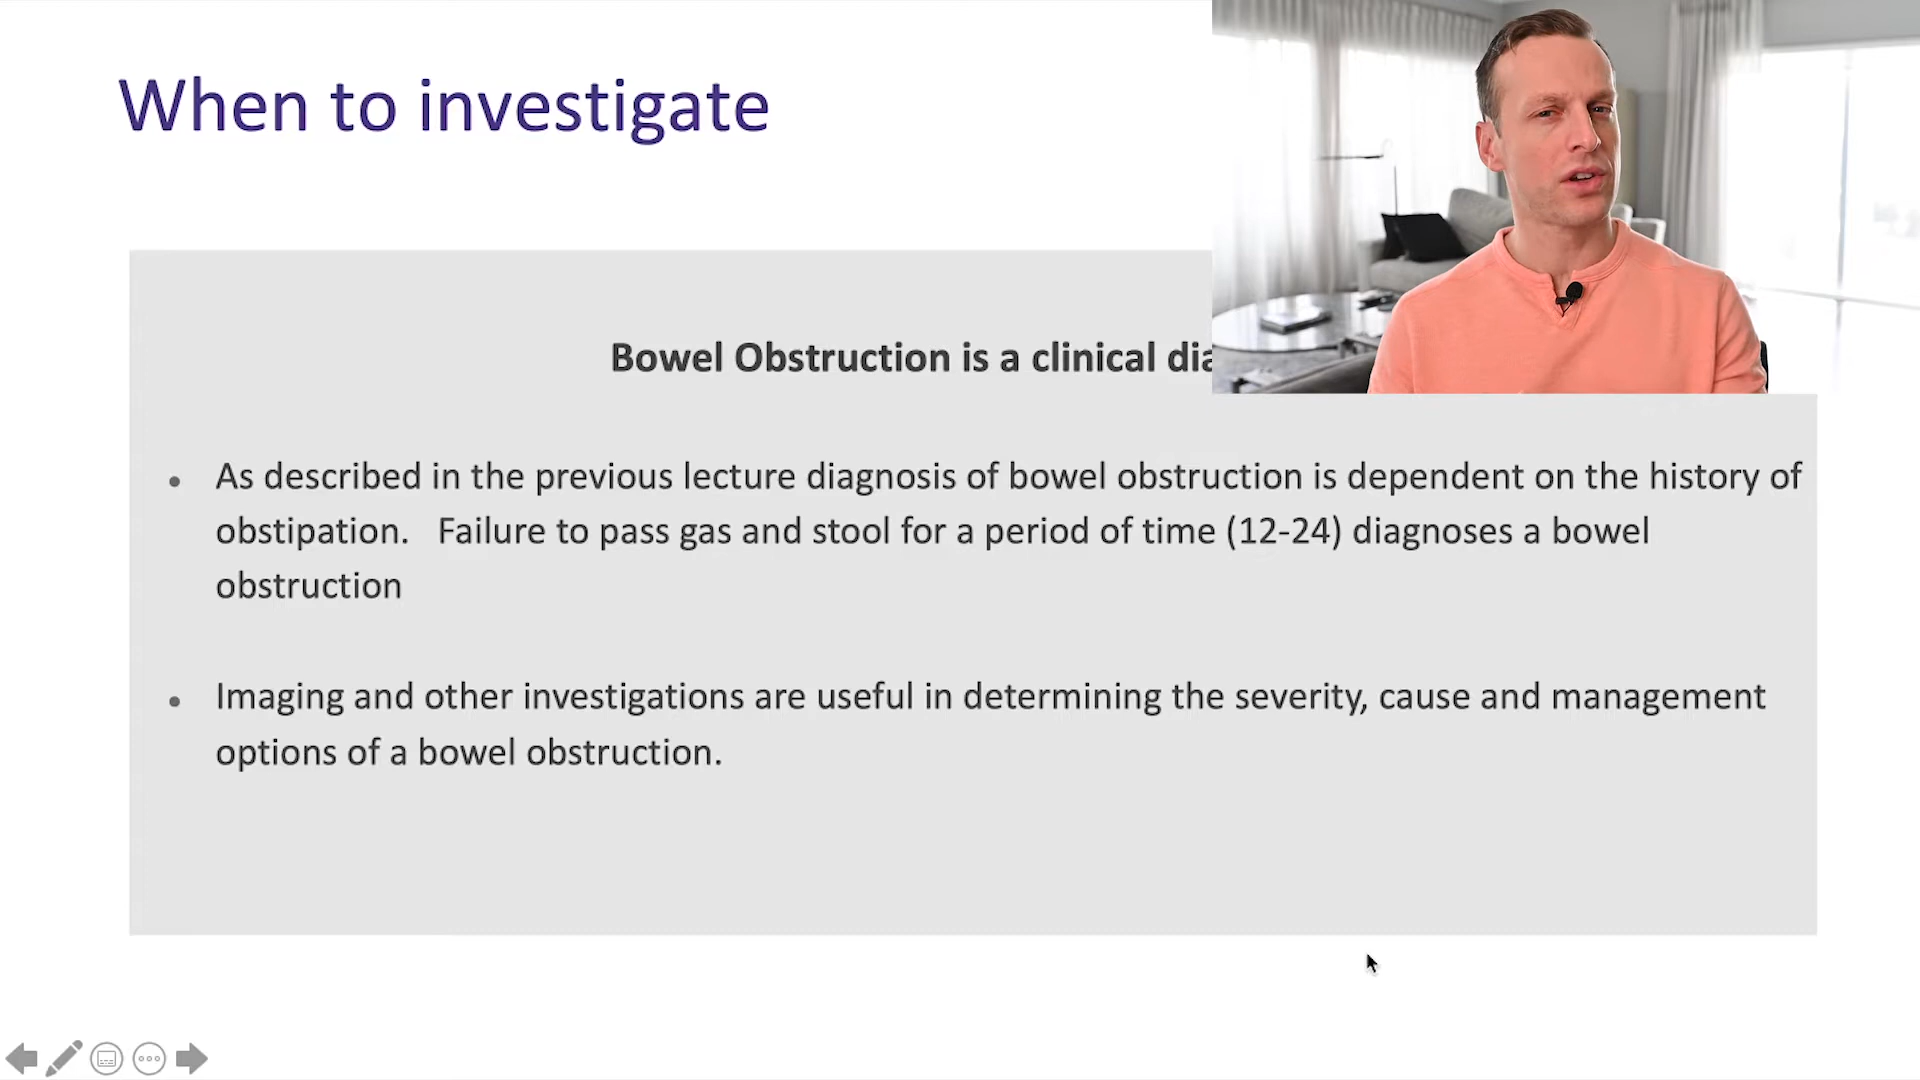 When to investigate
Bowel Obstruction is a clinical
• As described in the previous lecture diagnosis of bowel obstruction is dependent on the history of
obstipation. Failure to pass gas and stool for a period of time (12-24) diagnoses a bowel
obstruction
• Imaging and other investigations are useful in determining the severity, cause and management
options of a bowel obstruction.